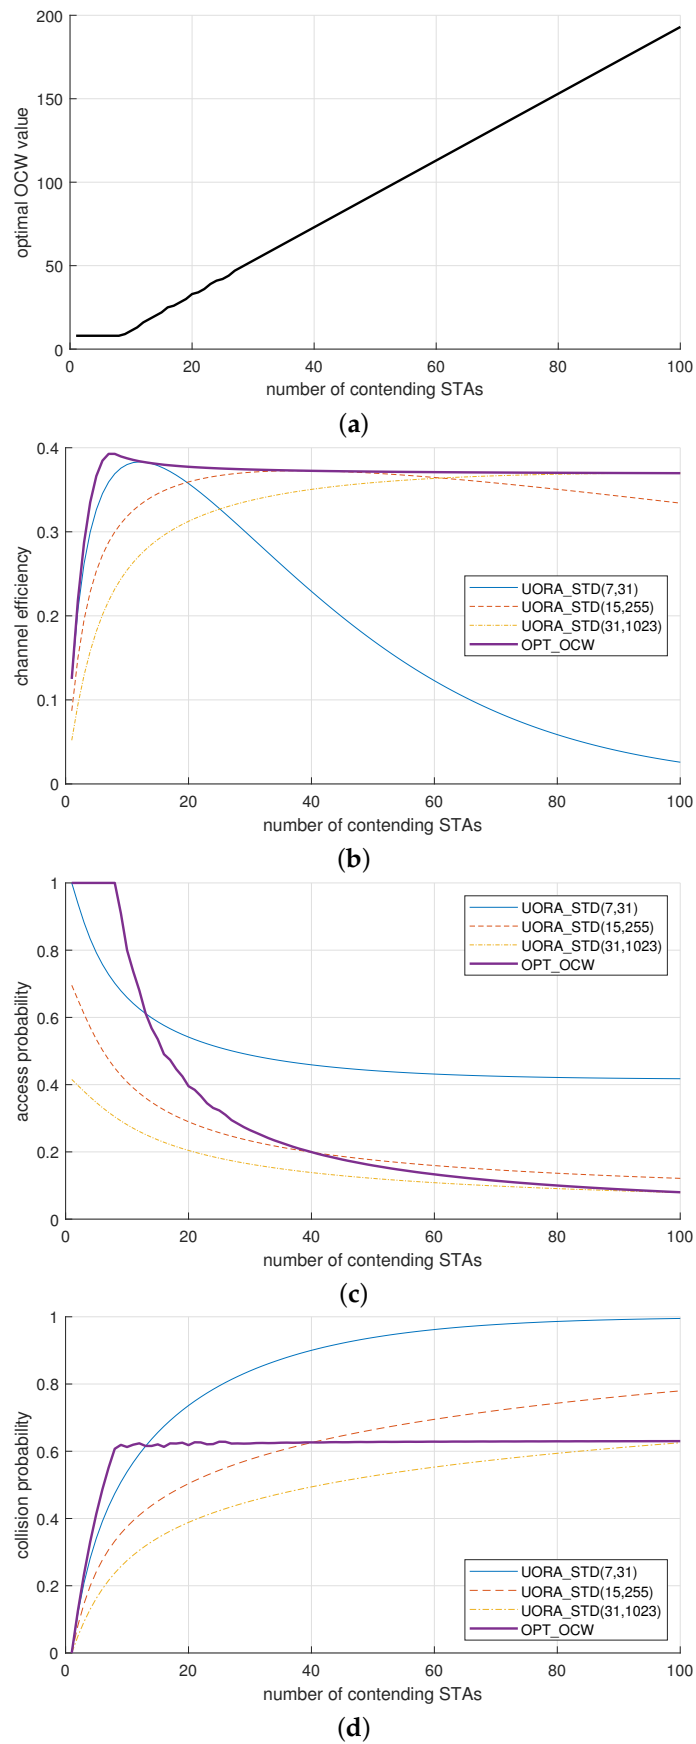 200
150
100
50
0
optimal OCW value
0 20 40 60 80 100
number of contending STAs
(a)
0.4
0.3
0.2
0.1
0
channel efficiency
UORA_STD(7,31)
UORA_STD(15,255)
UORA_STD(31,1023)
OPT_OCW
0 20 40 60 80 100
number of contending STAs
(b)
1
0.8
0.6
0.4
0.2
0
access probability
UORA_STD(7,31)
UORA_STD(15,255)
UORA_STD(31,1023)
OPT_OCW
0 20 40 60 80 100
number of contending STAs
(c)
1
0.8
0.6
0.4
0.2
0
collision probability
UORA_STD(7,31)
UORA_STD(15,255)
UORA_STD(31,1023)
OPT_OCW
0 20 40 60 80 100
number of contending STAs
(d)